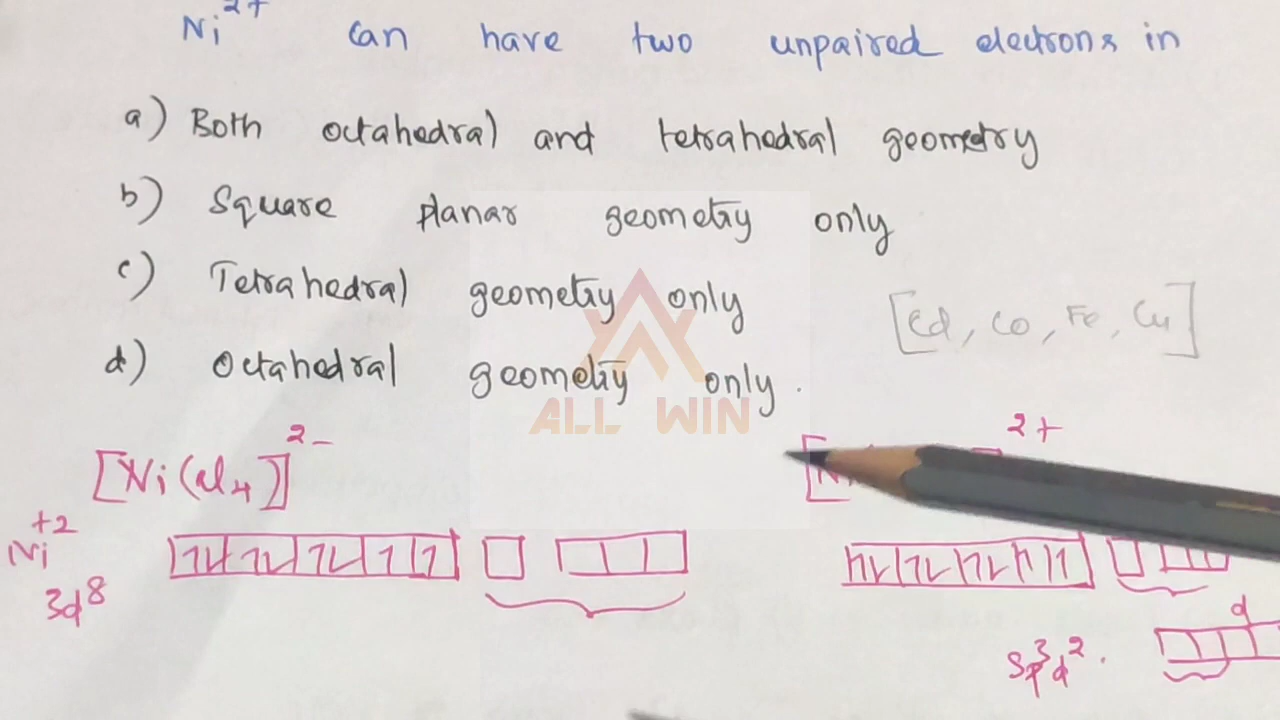 Ni2+ can have two unpaired electrons in
a) Both octahedral and tetrahedral geometry
b) Square planar geometry only
c) Tetrahedral geometry only
d) Octahedral geometry only.
[Cd, Co, Fe, Cu]
ALL WIN
[Ni(Cl4)]2-
2+
Ni+2
3d8
d
sp3d2.